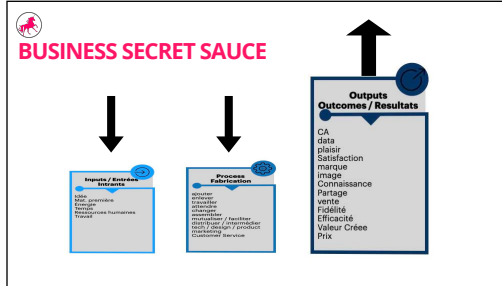 BUSINESS SECRET SAUCE
Inputs / Entrées
Intrants
Idée
Mat. première
Energie
Temps
Ressources humaines
Travail
Process
Fabrication
ajouter
enlever
travailler
attendre
changer
assembler
mutualiser / faciliter
distribuer / intermédier
tech / design / product
marketing
Customer Service
Outputs
Outcomes / Resultats
CA
data
plaisir
Satisfaction
marque
image
Connaissance
Partage
vente
Fidélité
Efficacité
Valeur Créee
Prix